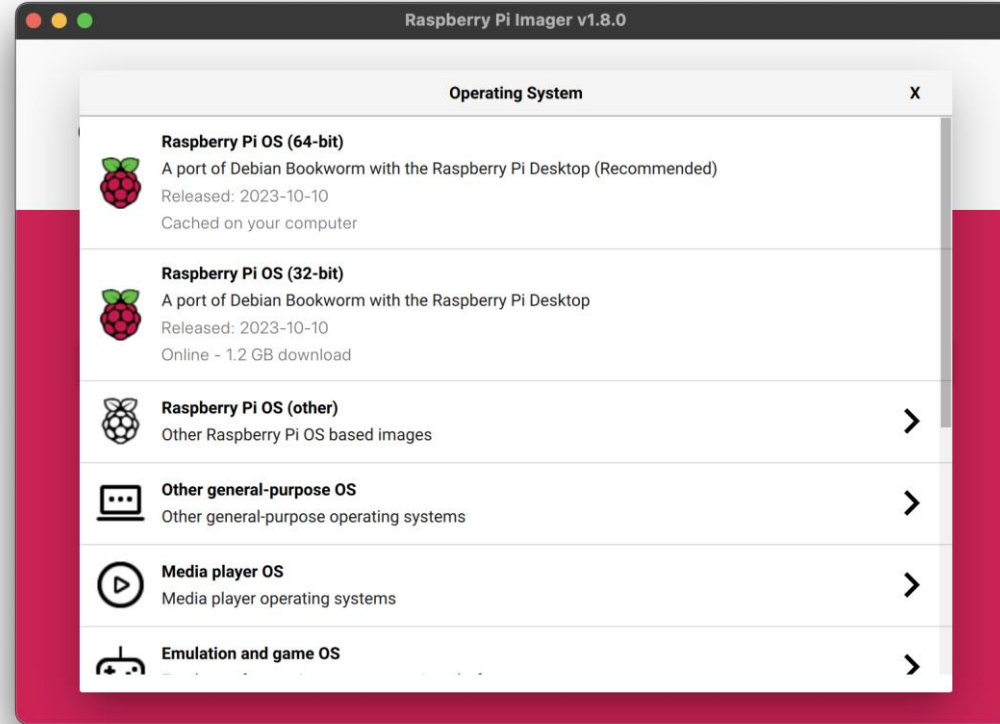 Raspberry Pi Imager v1.8.0
Operating System
X
Raspberry Pi OS (64-bit)
A port of Debian Bookworm with the Raspberry Pi Desktop (Recommended)
Released: 2023-10-10
Cached on your computer
Raspberry Pi OS (32-bit)
A port of Debian Bookworm with the Raspberry Pi Desktop
Released: 2023-10-10
Online - 1.2 GB download
Raspberry Pi OS (other)
Other Raspberry Pi OS based images
Other general-purpose OS
Other general-purpose operating systems
Media player OS
Media player operating systems
Emulation and game OS